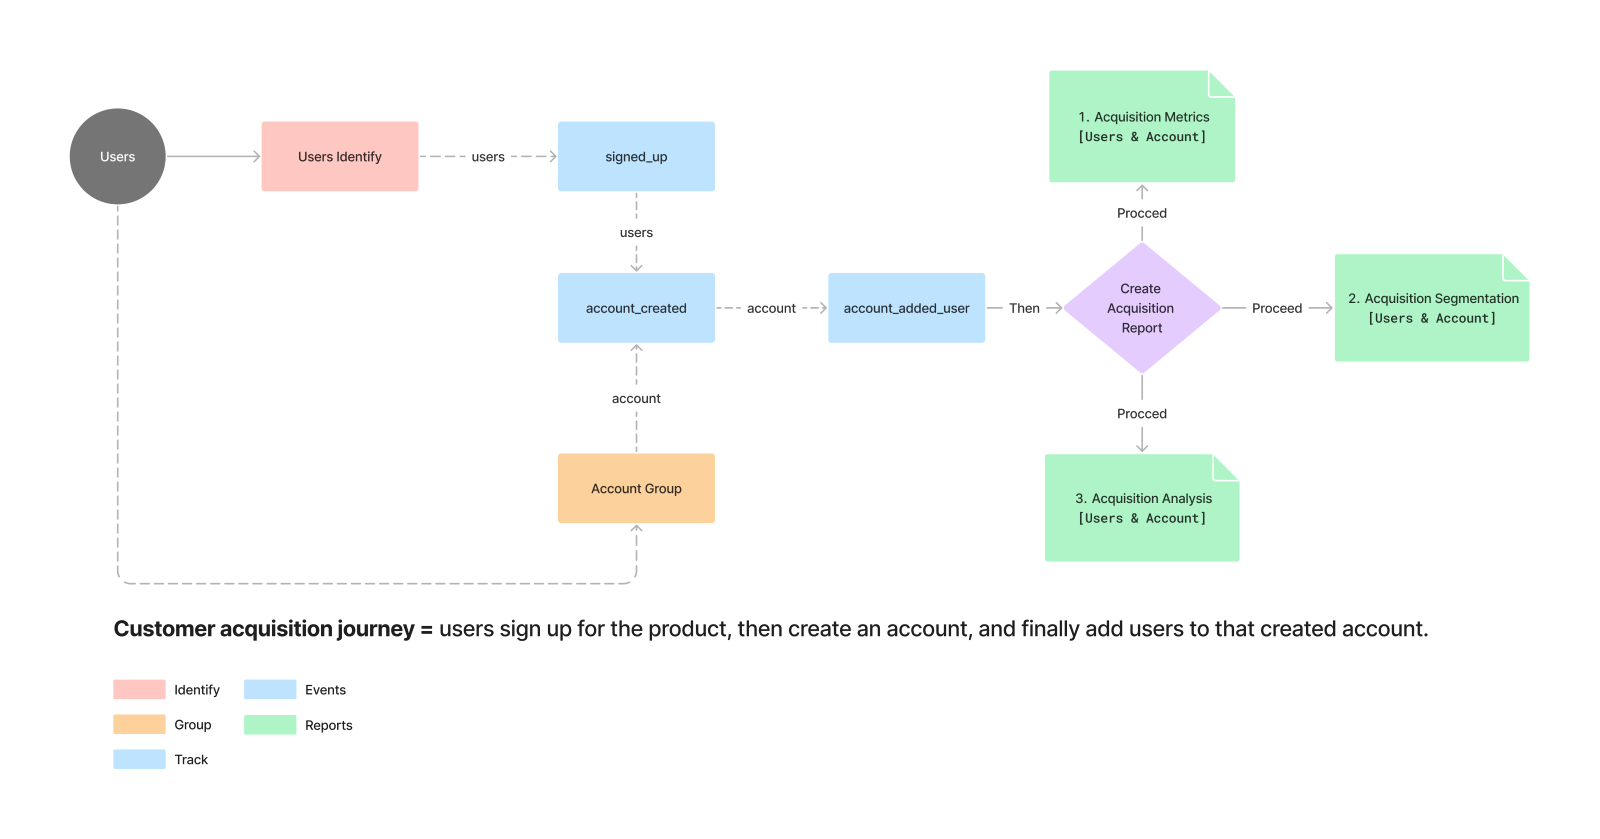 Users
Users Identify
users
signed_up
users
account_created
account
account_added_user
Then
Create
Acquisition
Report
Procced
1. Acquisition Metrics
[Users & Account]
Proceed
2. Acquisition Segmentation
[Users & Account]
Procced
3. Acquisition Analysis
[Users & Account]
account
Account Group
Customer acquisition journey = users sign up for the product, then create an account, and finally add users to that created account.
Identify
Events
Group
Reports
Track